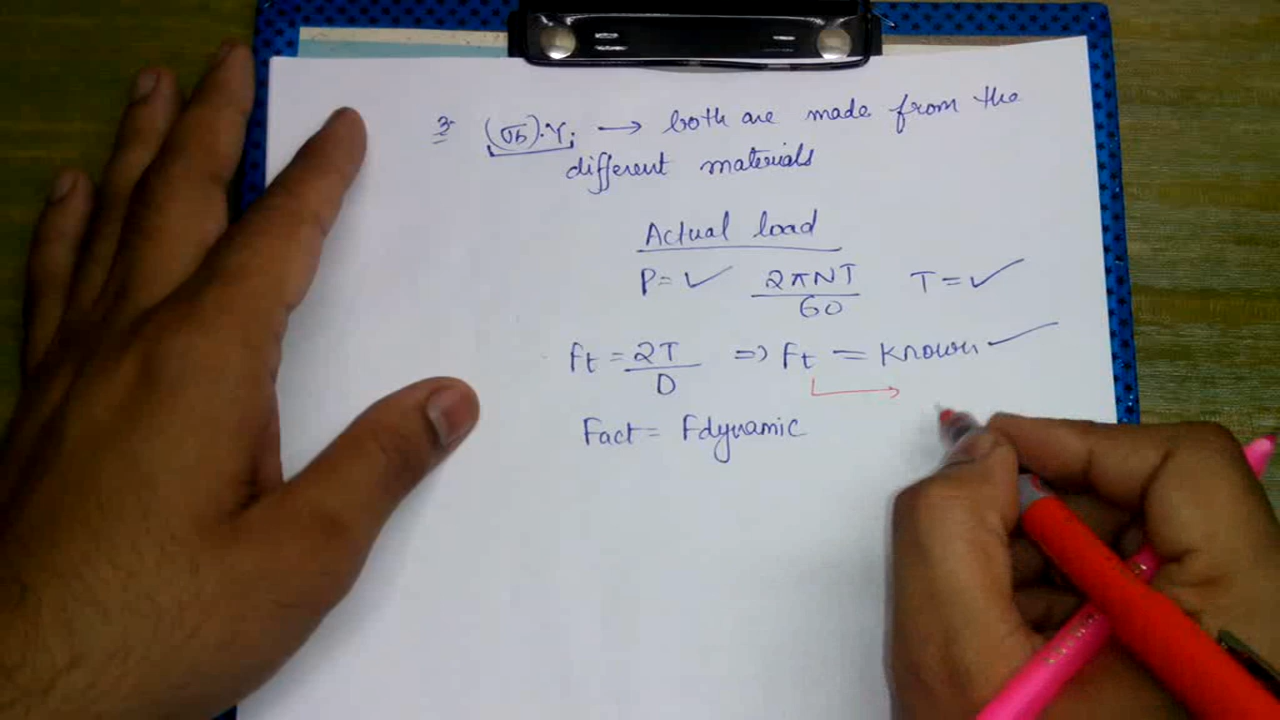 3. (σb).Y. → both are made from the
different materials
Actual load
P= ✓ 2πNT/60 T= ✓
Ft = 2T/D => Ft = Known ✓
Fact = Fdynamic